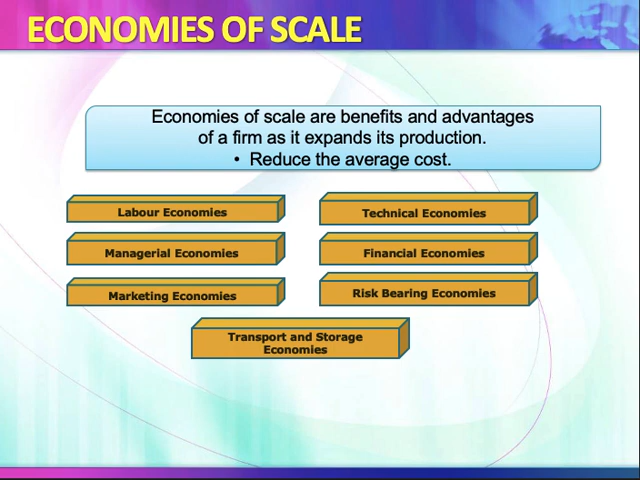 ECONOMIES OF SCALE
Economies of scale are benefits and advantages
of a firm as it expands its production.
• Reduce the average cost.
Labour Economies
Technical Economies
Managerial Economies
Financial Economies
Marketing Economies
Risk Bearing Economies
Transport and Storage
Economies